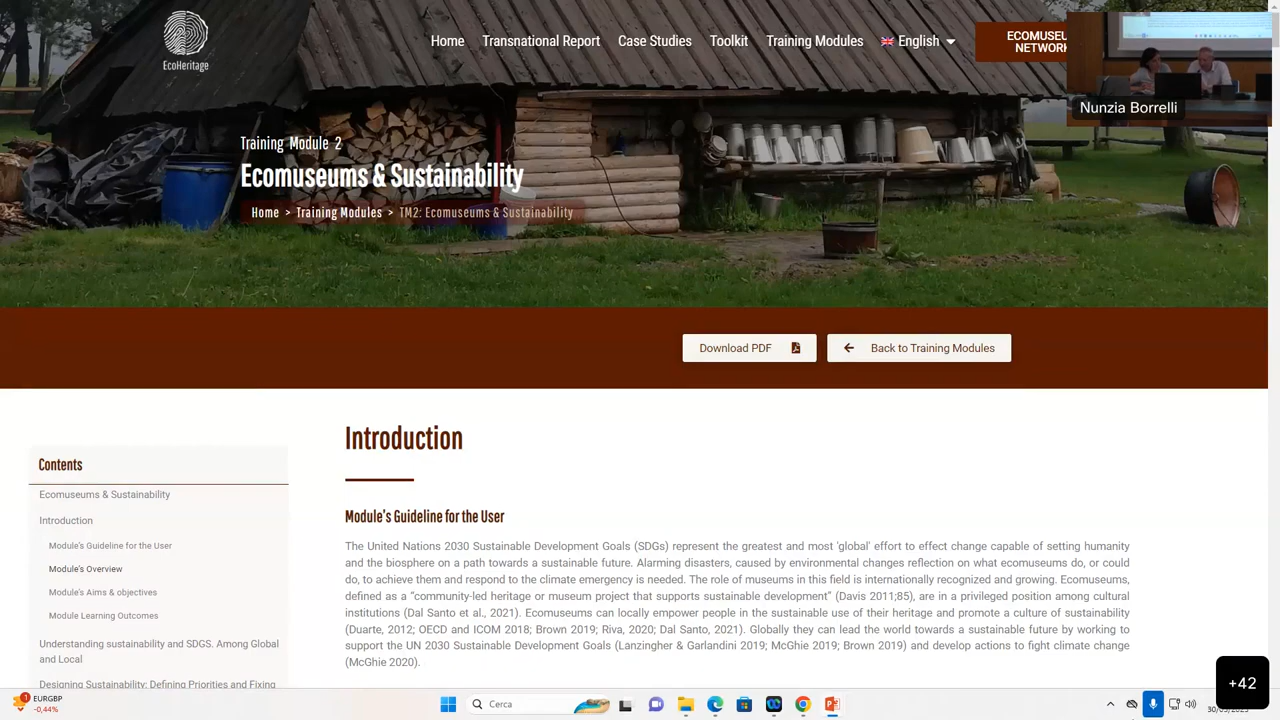 EcoHeritage
Home Transnational Report Case Studies Toolkit Training Modules English
Nunzia Borrelli
Training Module 2
Ecomuseums & Sustainability
Home > Training Modules > TM2: Ecomuseums & Sustainability
Download PDF
Back to Training Modules
Contents
Ecomuseums & Sustainability
Introduction
Module's Guideline for the User
Module's Overview
Module's Aims & objectives
Module Learning Outcomes
Understanding sustainability and SDGS. Among Global
and Local
Designing Sustainability: Defining Priorities and Fixing
Introduction
Module's Guideline for the User
The United Nations 2030 Sustainable Development Goals (SDGs) represent the greatest and most 'global' effort to effect change capable of setting humanity
and the biosphere on a path towards a sustainable future. Alarming disasters, caused by environmental changes reflection on what ecomuseums do, or could
do, to achieve them and respond to the climate emergency is needed. The role of museums in this field is internationally recognized and growing. Ecomuseums,
defined as a “community-led heritage or museum project that supports sustainable development” (Davis 2011;85), are in a privileged position among cultural
institutions (Dal Santo et al., 2021). Ecomuseums can locally empower people in the sustainable use of their heritage and promote a culture of sustainability
(Duarte, 2012; OECD and ICOM 2018; Brown 2019; Riva, 2020; Dal Santo, 2021). Globally they can lead the world towards a sustainable future by working to
support the UN 2030 Sustainable Development Goals (Lanzingher & Garlandini 2019; McGhie 2019; Brown 2019) and develop actions to fight climate change
(McGhie 2020).
+42
EURGBP
-0,44%
1
Cerca